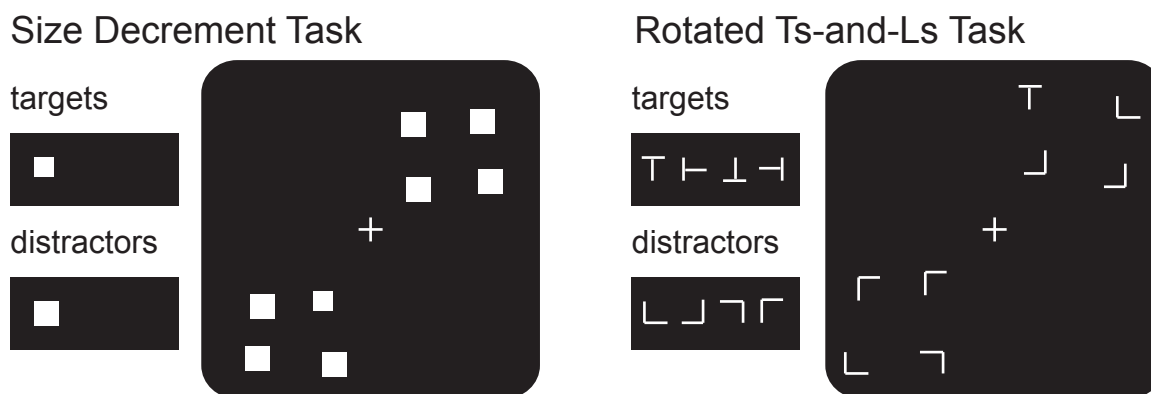 Size Decrement Task
targets
distractors
Rotated Ts-and-Ls Task
targets
distractors